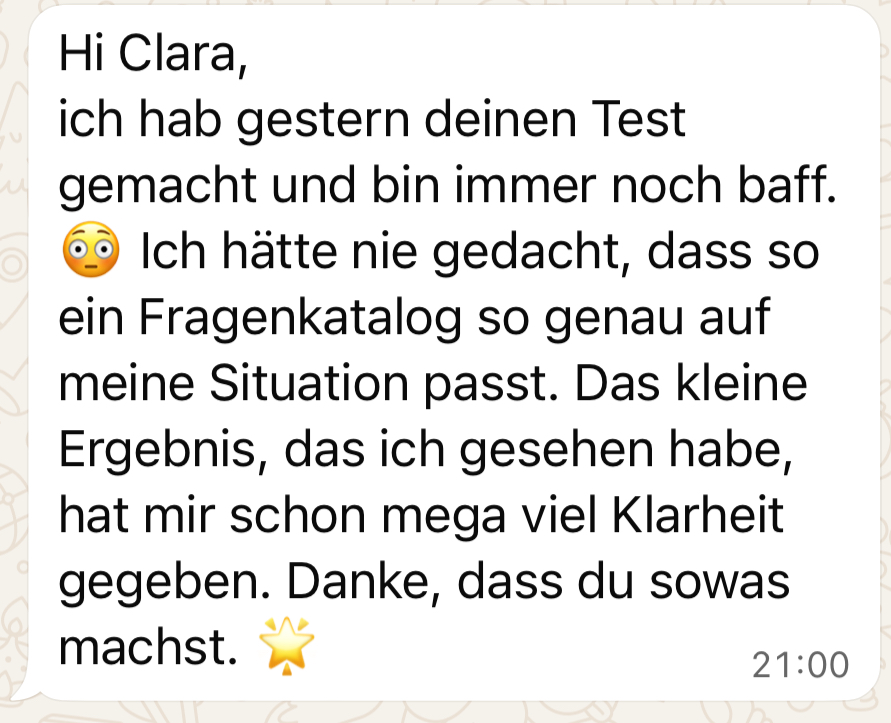 Hi Clara,
ich hab gestern deinen Test
gemacht und bin immer noch baff.
😳 Ich hätte nie gedacht, dass so
ein Fragenkatalog so genau auf
meine Situation passt. Das kleine
Ergebnis, das ich gesehen habe,
hat mir schon mega viel Klarheit
gegeben. Danke, dass du sowas
machst. 🌟
21:00